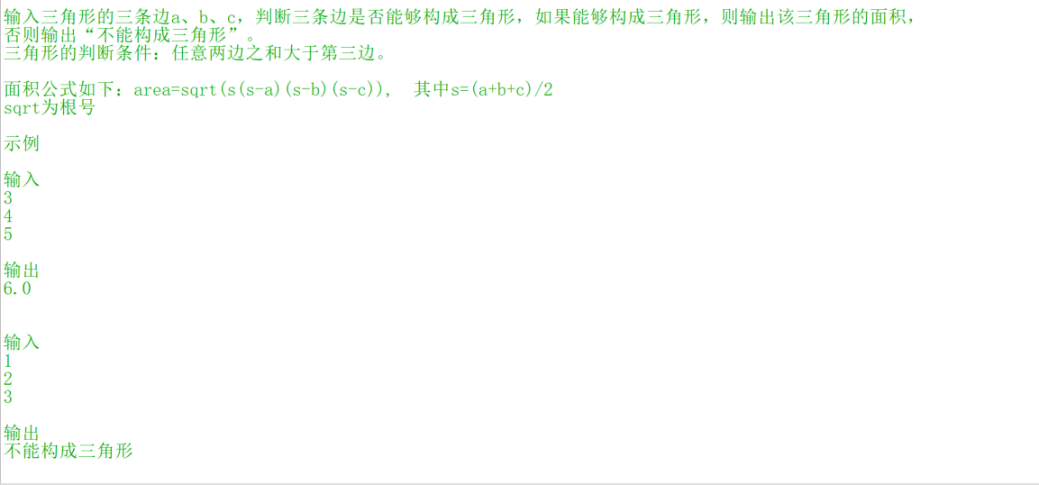 输入三角形的三条边a、b、c，判断三条边是否能够构成三角形，如果能够构成三角形，则输出该三角形的面积，
否则输出“不能构成三角形”。
三角形的判断条件：任意两边之和大于第三边。
面积公式如下：area=sqrt(s(s-a)(s-b)(s-c)),  其中s=(a+b+c)/2
sqrt为根号
示例
输入
3
4
5
输出
6.0
输入
1
2
3
输出
不能构成三角形